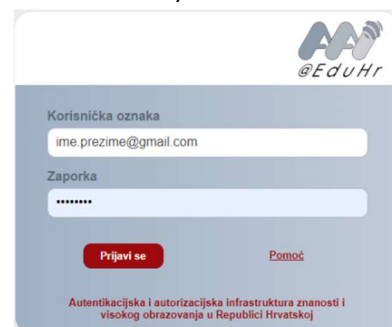 AAI
@EduHr
Korisnička oznaka
ime.prezime@gmail.com
Zaporka
••••••••
Prijavi se
Pomoć
Autentikacijska i autorizacijska infrastruktura znanosti i
visokog obrazovanja u Republici Hrvatskoj